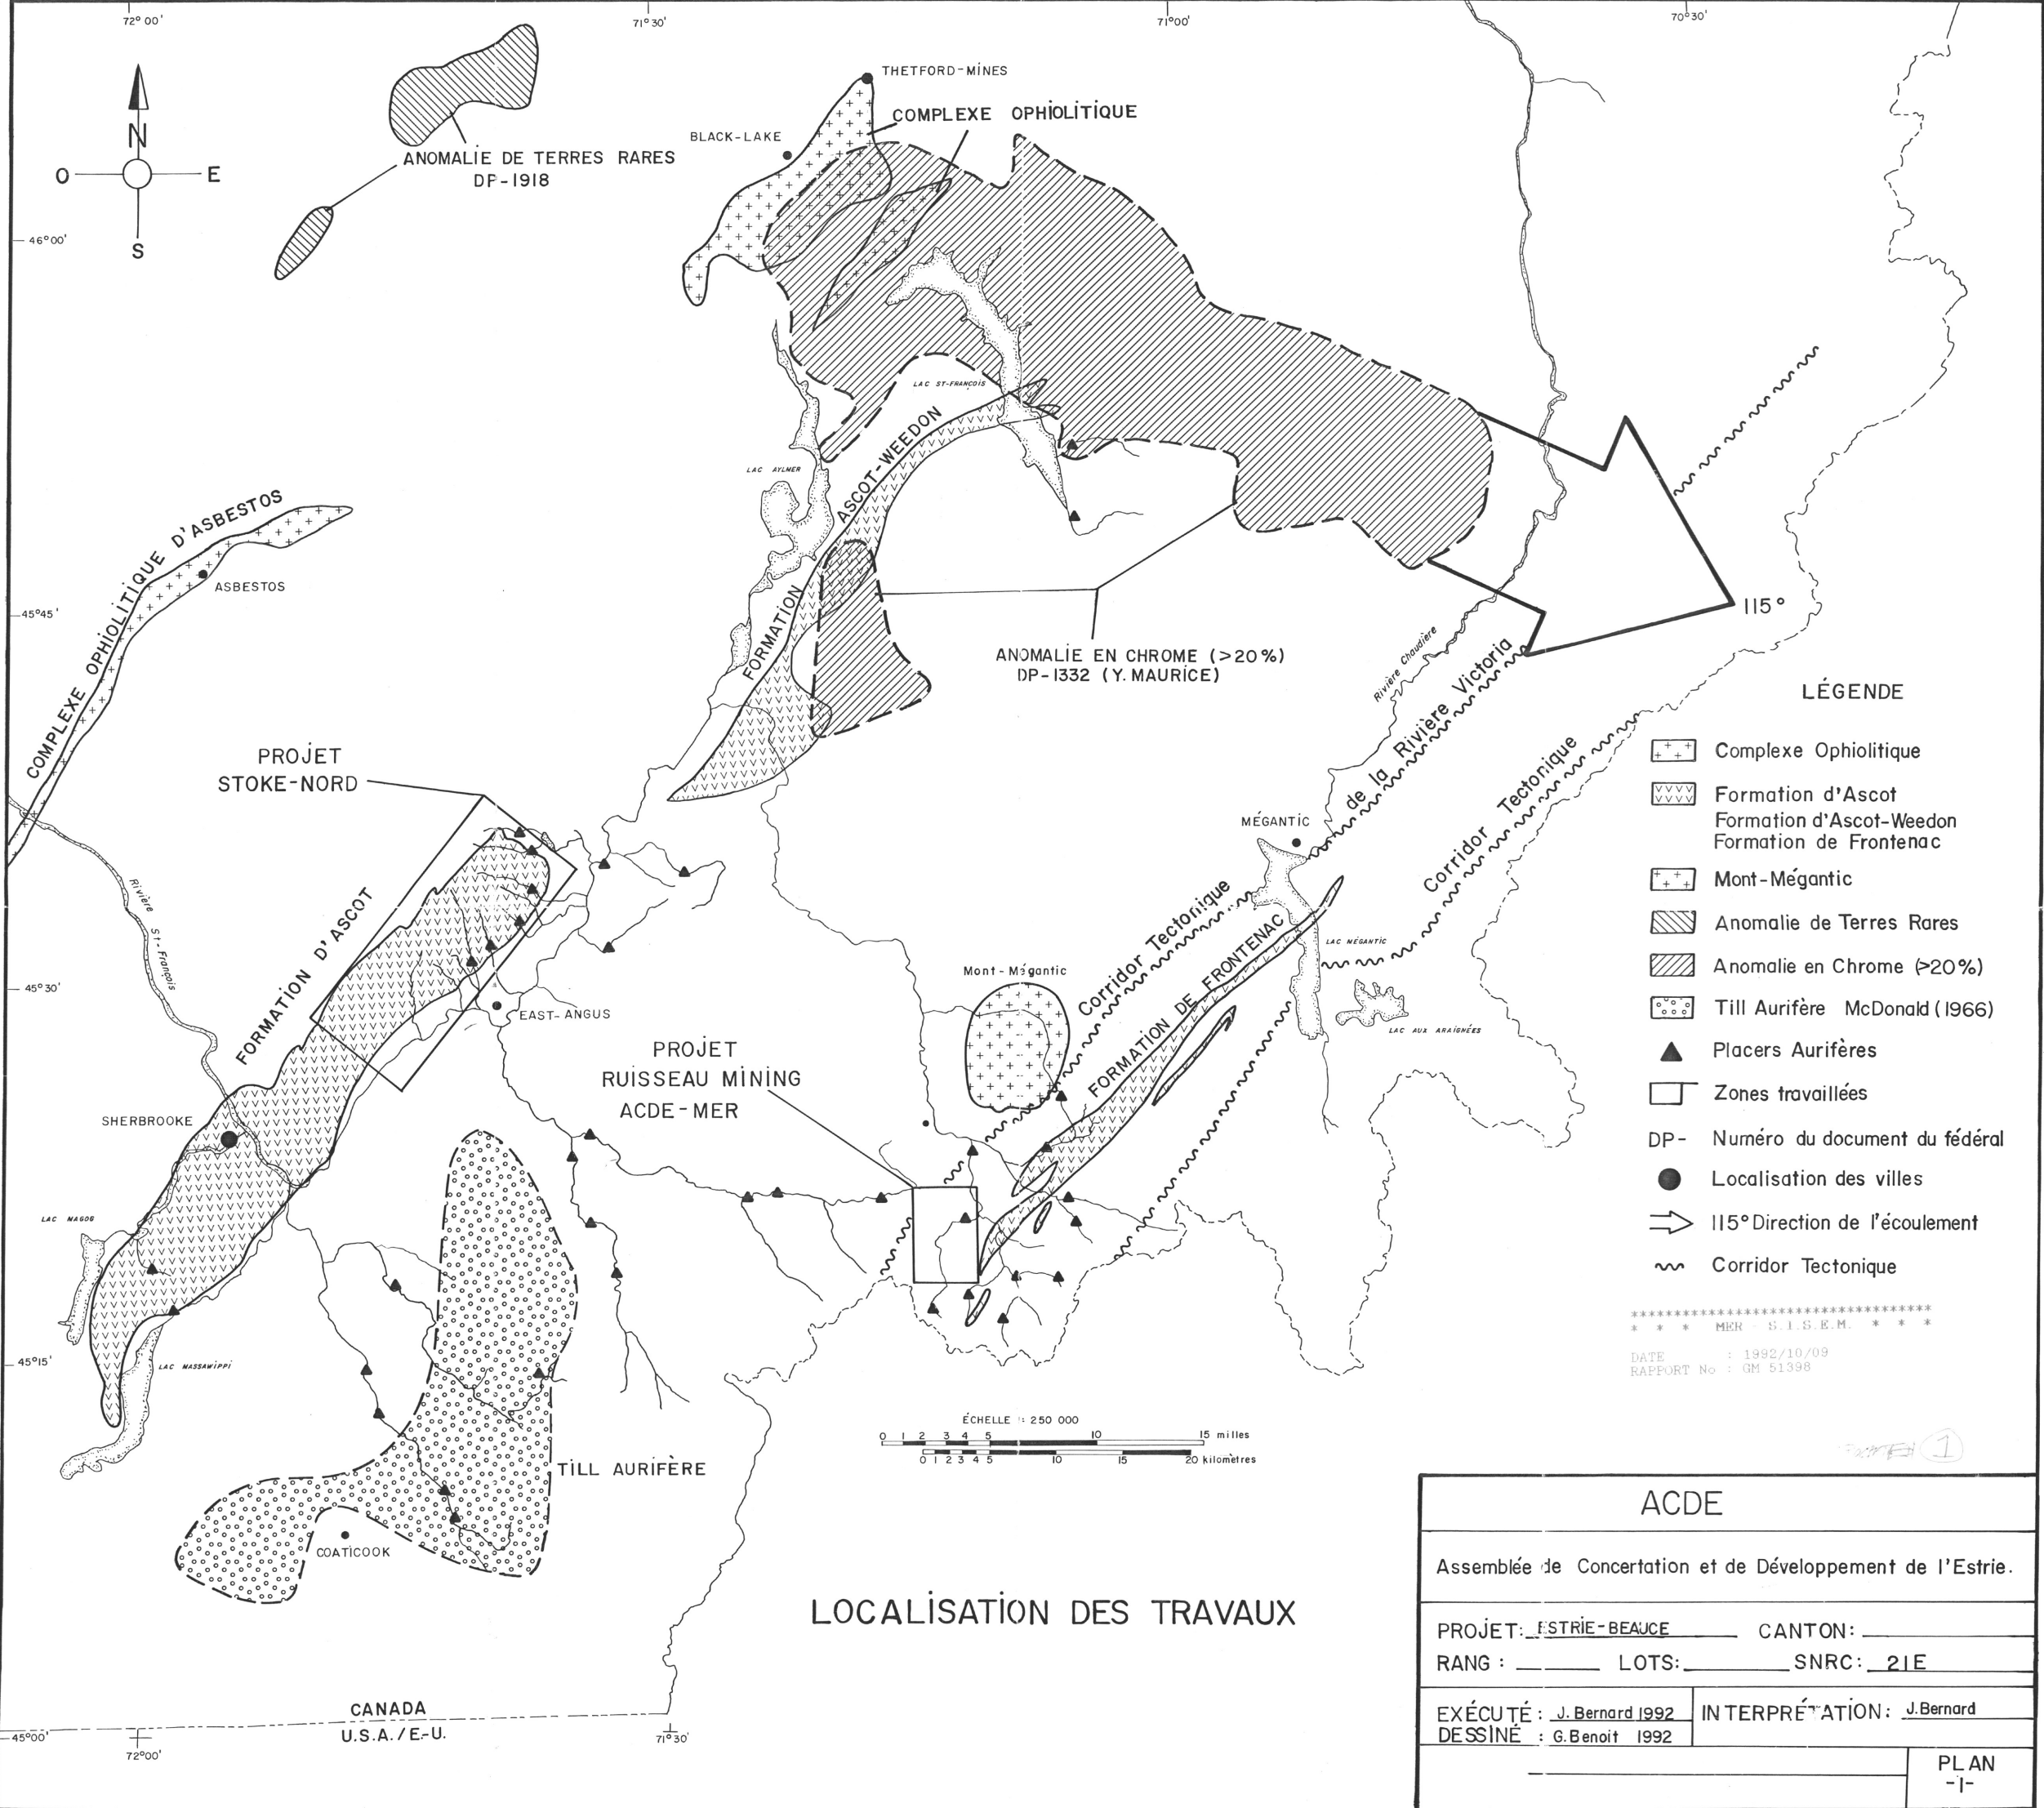 72° 00'
71° 30'
71° 00'
70° 30'
THETFORD-MINES
COMPLEXE OPHIOLITIQUE
BLACK-LAKE
N
O
E
S
ANOMALIE DE TERRES RARES
DP-1918
46°00'
LAC ST-FRANÇOIS
LAC AYLMER
FORMATION ASCOT-WEEDON
COMPLEXE OPHIOLITIQUE D'ASBESTOS
ASBESTOS
45°45'
115°
ANOMALIE EN CHROME (>20%)
DP-1332 (Y. MAURICE)
Rivière Chaudière
Corridor Tectonique de la Rivière Victoria
Corridor Tectonique
PROJET
STOKE-NORD
MÉGANTIC
Rivière St-François
FORMATION D'ASCOT
LAC MÉGANTIC
Mont-Mégantic
FORMATION DE FRONTENAC
45°30'
EAST-ANGUS
LAC AUX ARAIGNÉES
PROJET
RUISSEAU MINING
ACDE-MER
SHERBROOKE
LAC MAGOG
LAC MASSAWIPPI
45°15'
TILL AURIFÈRE
COATICOOK
ÉCHELLE 1: 250 000
0 1 2 3 4 5 10 15 milles
0 1 2 3 4 5 10 15 20 kilomètres
LOCALISATION DES TRAVAUX
CANADA
U.S.A./E.-U.
45°00'
72°00'
71°30'
LÉGENDE
Complexe Ophiolitique
Formation d'Ascot
Formation d'Ascot-Weedon
Formation de Frontenac
Mont-Mégantic
Anomalie de Terres Rares
Anomalie en Chrome (>20%)
Till Aurifère McDonald (1966)
Placers Aurifères
Zones travaillées
DP- Numéro du document du fédéral
Localisation des villes
115° Direction de l'écoulement
Corridor Tectonique
***********************************
* * * MER - S.I.S.E.M. * * *
DATE : 1992/10/09
RAPPORT No : GM 51398
1
ACDE
Assemblée de Concertation et de Développement de l'Estrie.
PROJET: ESTRIE-BEAUCE CANTON:
RANG : LOTS: SNRC: 21E
EXÉCUTÉ : J. Bernard 1992
DESSINÉ : G. Benoit 1992
INTERPRÉTATION: J. Bernard
PLAN
-1-